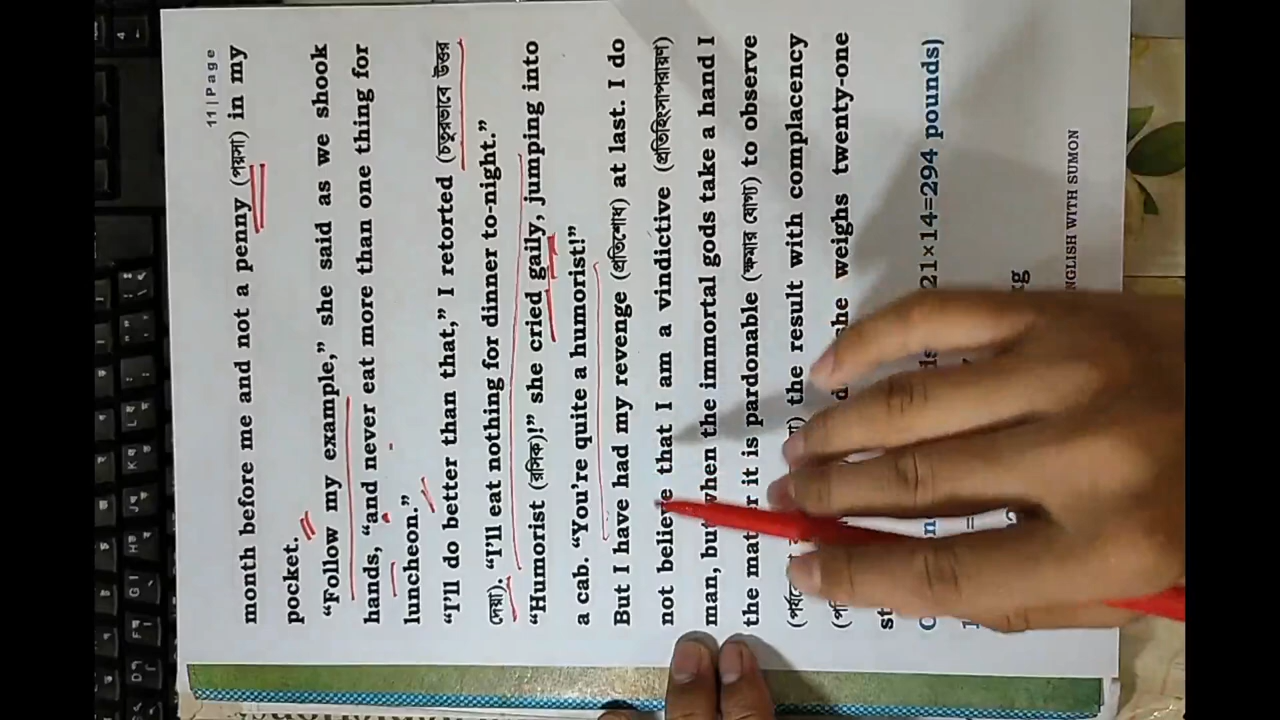 11 | Page
month before me and not a penny (পয়সা) in my
pocket.
“Follow my example,” she said as we shook
hands, “and never eat more than one thing for
luncheon.”
“I’ll do better than that,” I retorted (চতুরভাবে উত্তর
দেয়া). “I’ll eat nothing for dinner to-night.”
“Humorist (রসিক)!” she cried gaily, jumping into
a cab. “You’re quite a humorist!”
But I have had my revenge (প্রতিশোধ) at last. I do
not believe that I am a vindictive (প্রতিহিংসাপরায়ণ)
man, but when the immortal gods take a hand I
the matter it is pardonable (ক্ষমার যোগ্য) to observe
the result with complacency
she weighs twenty-one
21×14=294 pounds)
=
NGLISH WITH SUMON